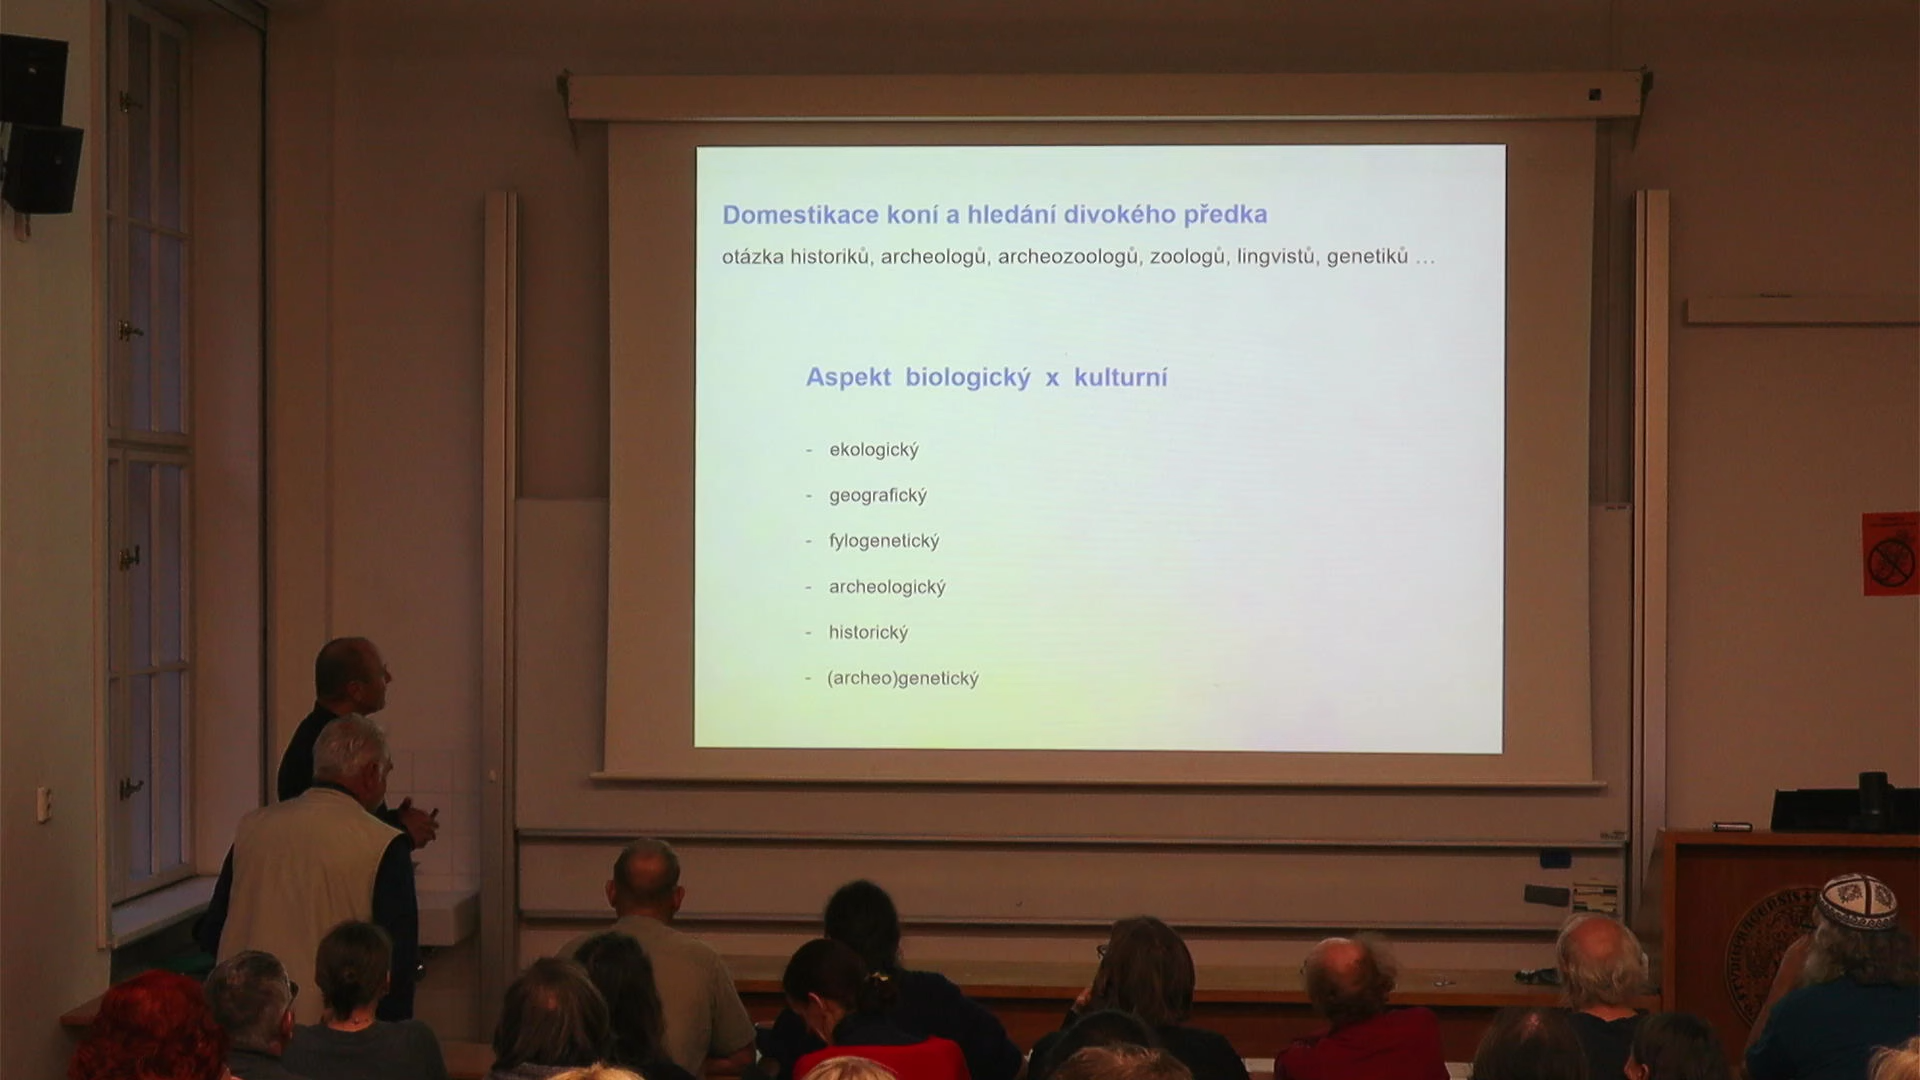 Domestikace koní a hledání divokého předka
otázka historiků, archeologů, archeozoologů, zoologů, lingvistů, genetiků ...
Aspekt biologický x kulturní
- ekologický
- geografický
- fylogenetický
- archeologický
- historický
- (archeo)genetický